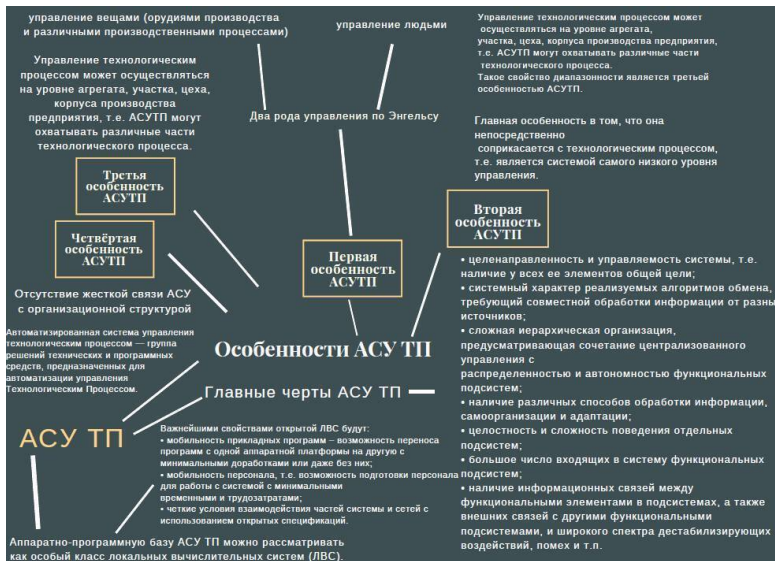 управление вещами (орудиями производства
и различными производственными процессами)
управление людьми
Управление технологическим процессом может
осуществляться на уровне агрегата,
участка, цеха, корпуса производства предприятия,
т.е. АСУТП могут охватывать различные части
технологического процесса.
Такое свойство диапазонности является третьей
особенностью АСУТП.
Управление технологическим
процессом может осуществляться
на уровне агрегата, участка, цеха,
корпуса производства
предприятия, т.е. АСУТП могут
охватывать различные части
технологического процесса.
Два рода управления по Энгельсу
Главная особенность в том, что она
непосредственно
соприкасается с технологическим процессом,
т.е. является системой самого низкого уровня
управления.
Третья
особенность
АСУТП
Вторая
особенность
АСУТП
Четвёртая
особенность
АСУТП
Первая
особенность
АСУТП
Отсутствие жесткой связи АСУ
с организационной структурой
Автоматизированная система управления
технологическим процессом — группа
решений технических и программных
средств, предназначенных для
автоматизации управления
Технологическим Процессом.
Особенности АСУ ТП
Главные черты АСУ ТП
• целенаправленность и управляемость системы, т.е.
наличие у всех ее элементов общей цели;
• системный характер реализуемых алгоритмов обмена,
требующий совместной обработки информации от разны
источников;
• сложная иерархическая организация,
предусматривающая сочетание централизованного
управления с
распределенностью и автономностью функциональных
подсистем;
• наличие различных способов обработки информации,
самоорганизации и адаптации;
• целостность и сложность поведения отдельных
подсистем;
• большое число входящих в систему функциональных
подсистем;
• наличие информационных связей между
функциональными элементами в подсистемах, а также
внешних связей с другими функциональными
подсистемами, и широкого спектра дестабилизирующих
воздействий, помех и т.п.
АСУ ТП
Важнейшими свойствами открытой ЛВС будут:
• мобильность прикладных программ – возможность переноса
программ с одной аппаратной платформы на другую с
минимальными доработками или даже без них;
• мобильность персонала, т.е. возможность подготовки персонала
для работы с системой с минимальными
временными и трудозатратами;
• четкие условия взаимодействия частей системы и сетей с
использованием открытых спецификаций.
Аппаратно-программную базу АСУ ТП можно рассматривать
как особый класс локальных вычислительных систем (ЛВС).